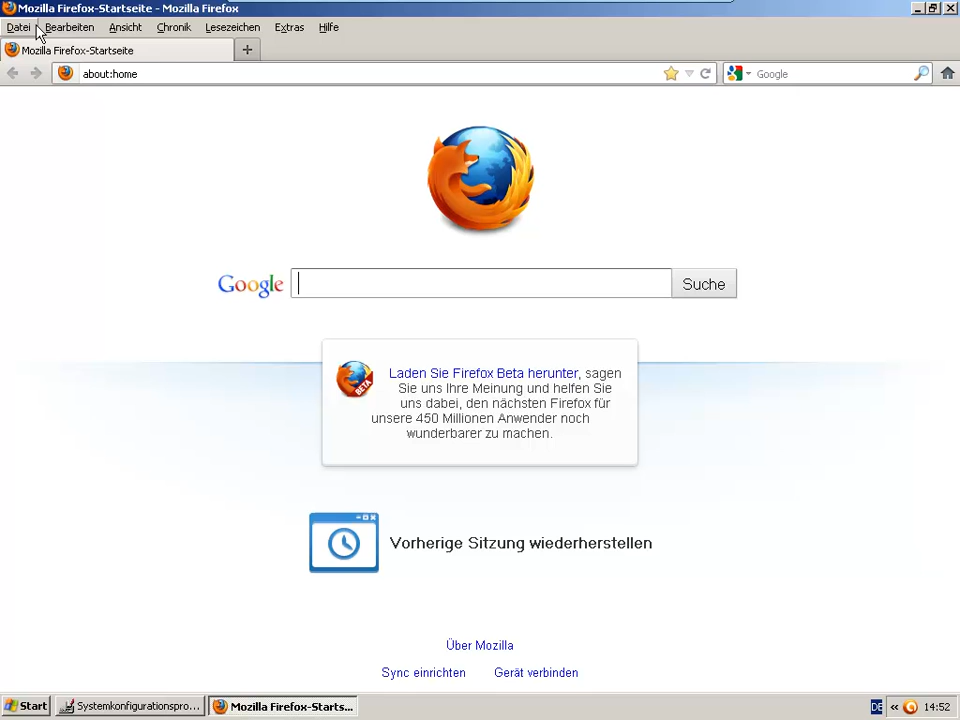 Mozilla Firefox-Startseite - Mozilla Firefox
Datei Bearbeiten Ansicht Chronik Lesezeichen Extras Hilfe
Mozilla Firefox-Startseite
about:home
Google
Google
Suche
BETA
Laden Sie Firefox Beta herunter, sagen
Sie uns Ihre Meinung und helfen Sie
uns dabei, den nächsten Firefox für
unsere 450 Millionen Anwender noch
wunderbarer zu machen.
Vorherige Sitzung wiederherstellen
Über Mozilla
Sync einrichten Gerät verbinden
Start Systemkonfigurationspro... Mozilla Firefox-Starts... DE « 14:52